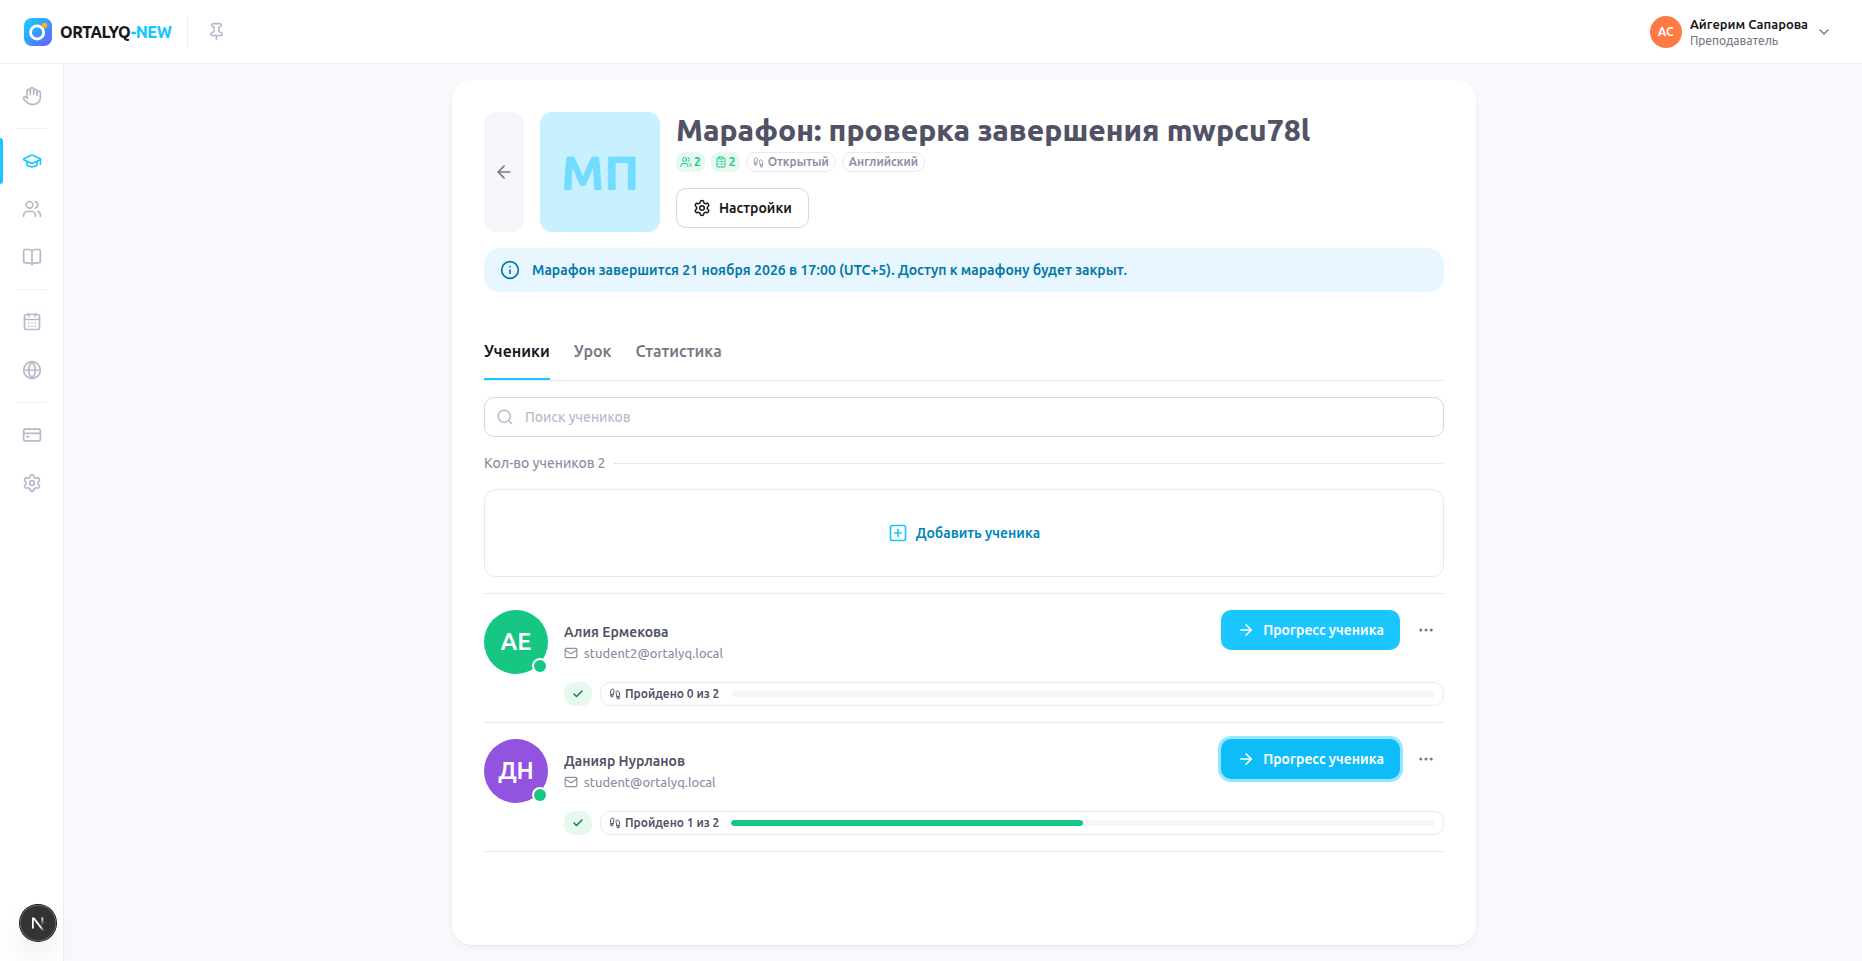 ORTALYQ-NEW
АС
Айгерим Сапарова
Преподаватель
МП
Марафон: проверка завершения mwpcu78l
2
2
Открытый
Английский
Настройки
Марафон завершится 21 ноября 2026 в 17:00 (UTC+5). Доступ к марафону будет закрыт.
Ученики
Урок
Статистика
Поиск учеников
Кол-во учеников 2
Добавить ученика
АЕ
Алия Ермекова
student2@ortalyq.local
Прогресс ученика
Пройдено 0 из 2
ДН
Данияр Нурланов
student@ortalyq.local
Прогресс ученика
Пройдено 1 из 2
N